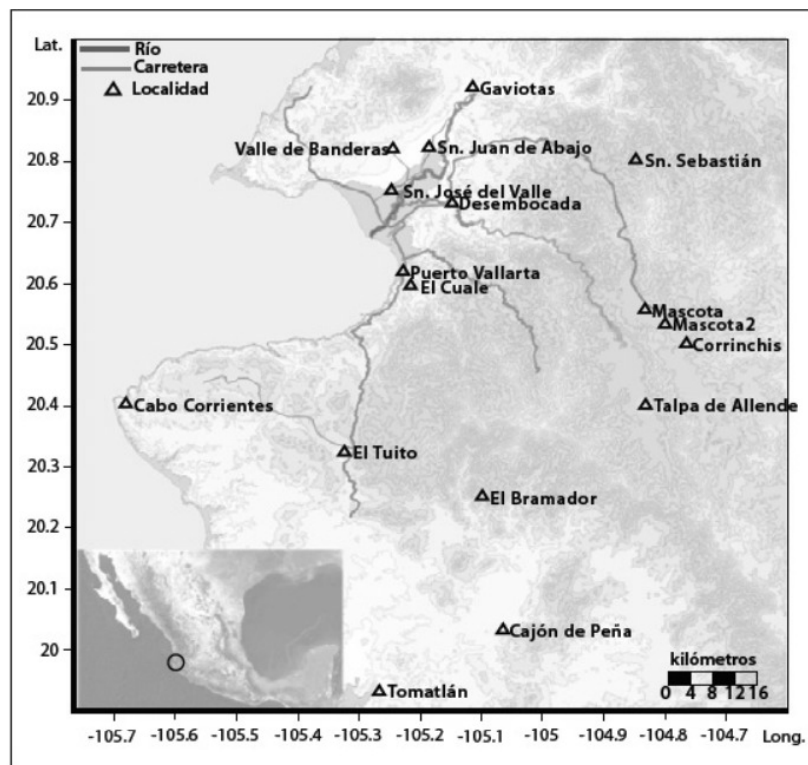 Lat.
Río
Carretera
Localidad
20.9
Gaviotas
Valle de Banderas
Sn. Juan de Abajo
20.8
Sn. Sebastián
Sn. José del Valle
Desembocada
20.7
Puerto Vallarta
20.6
El Cuale
Mascota
Mascota2
20.5
Corrinchis
20.4
Cabo Corrientes
Talpa de Allende
20.3
El Tuito
El Bramador
20.2
20.1
20
Cajón de Peña
kilómetros
0 4 8 12 16
Tomatlán
-105.7 -105.6 -105.5 -105.4 -105.3 -105.2 -105.1 -105 -104.9 -104.8 -104.7 Long.